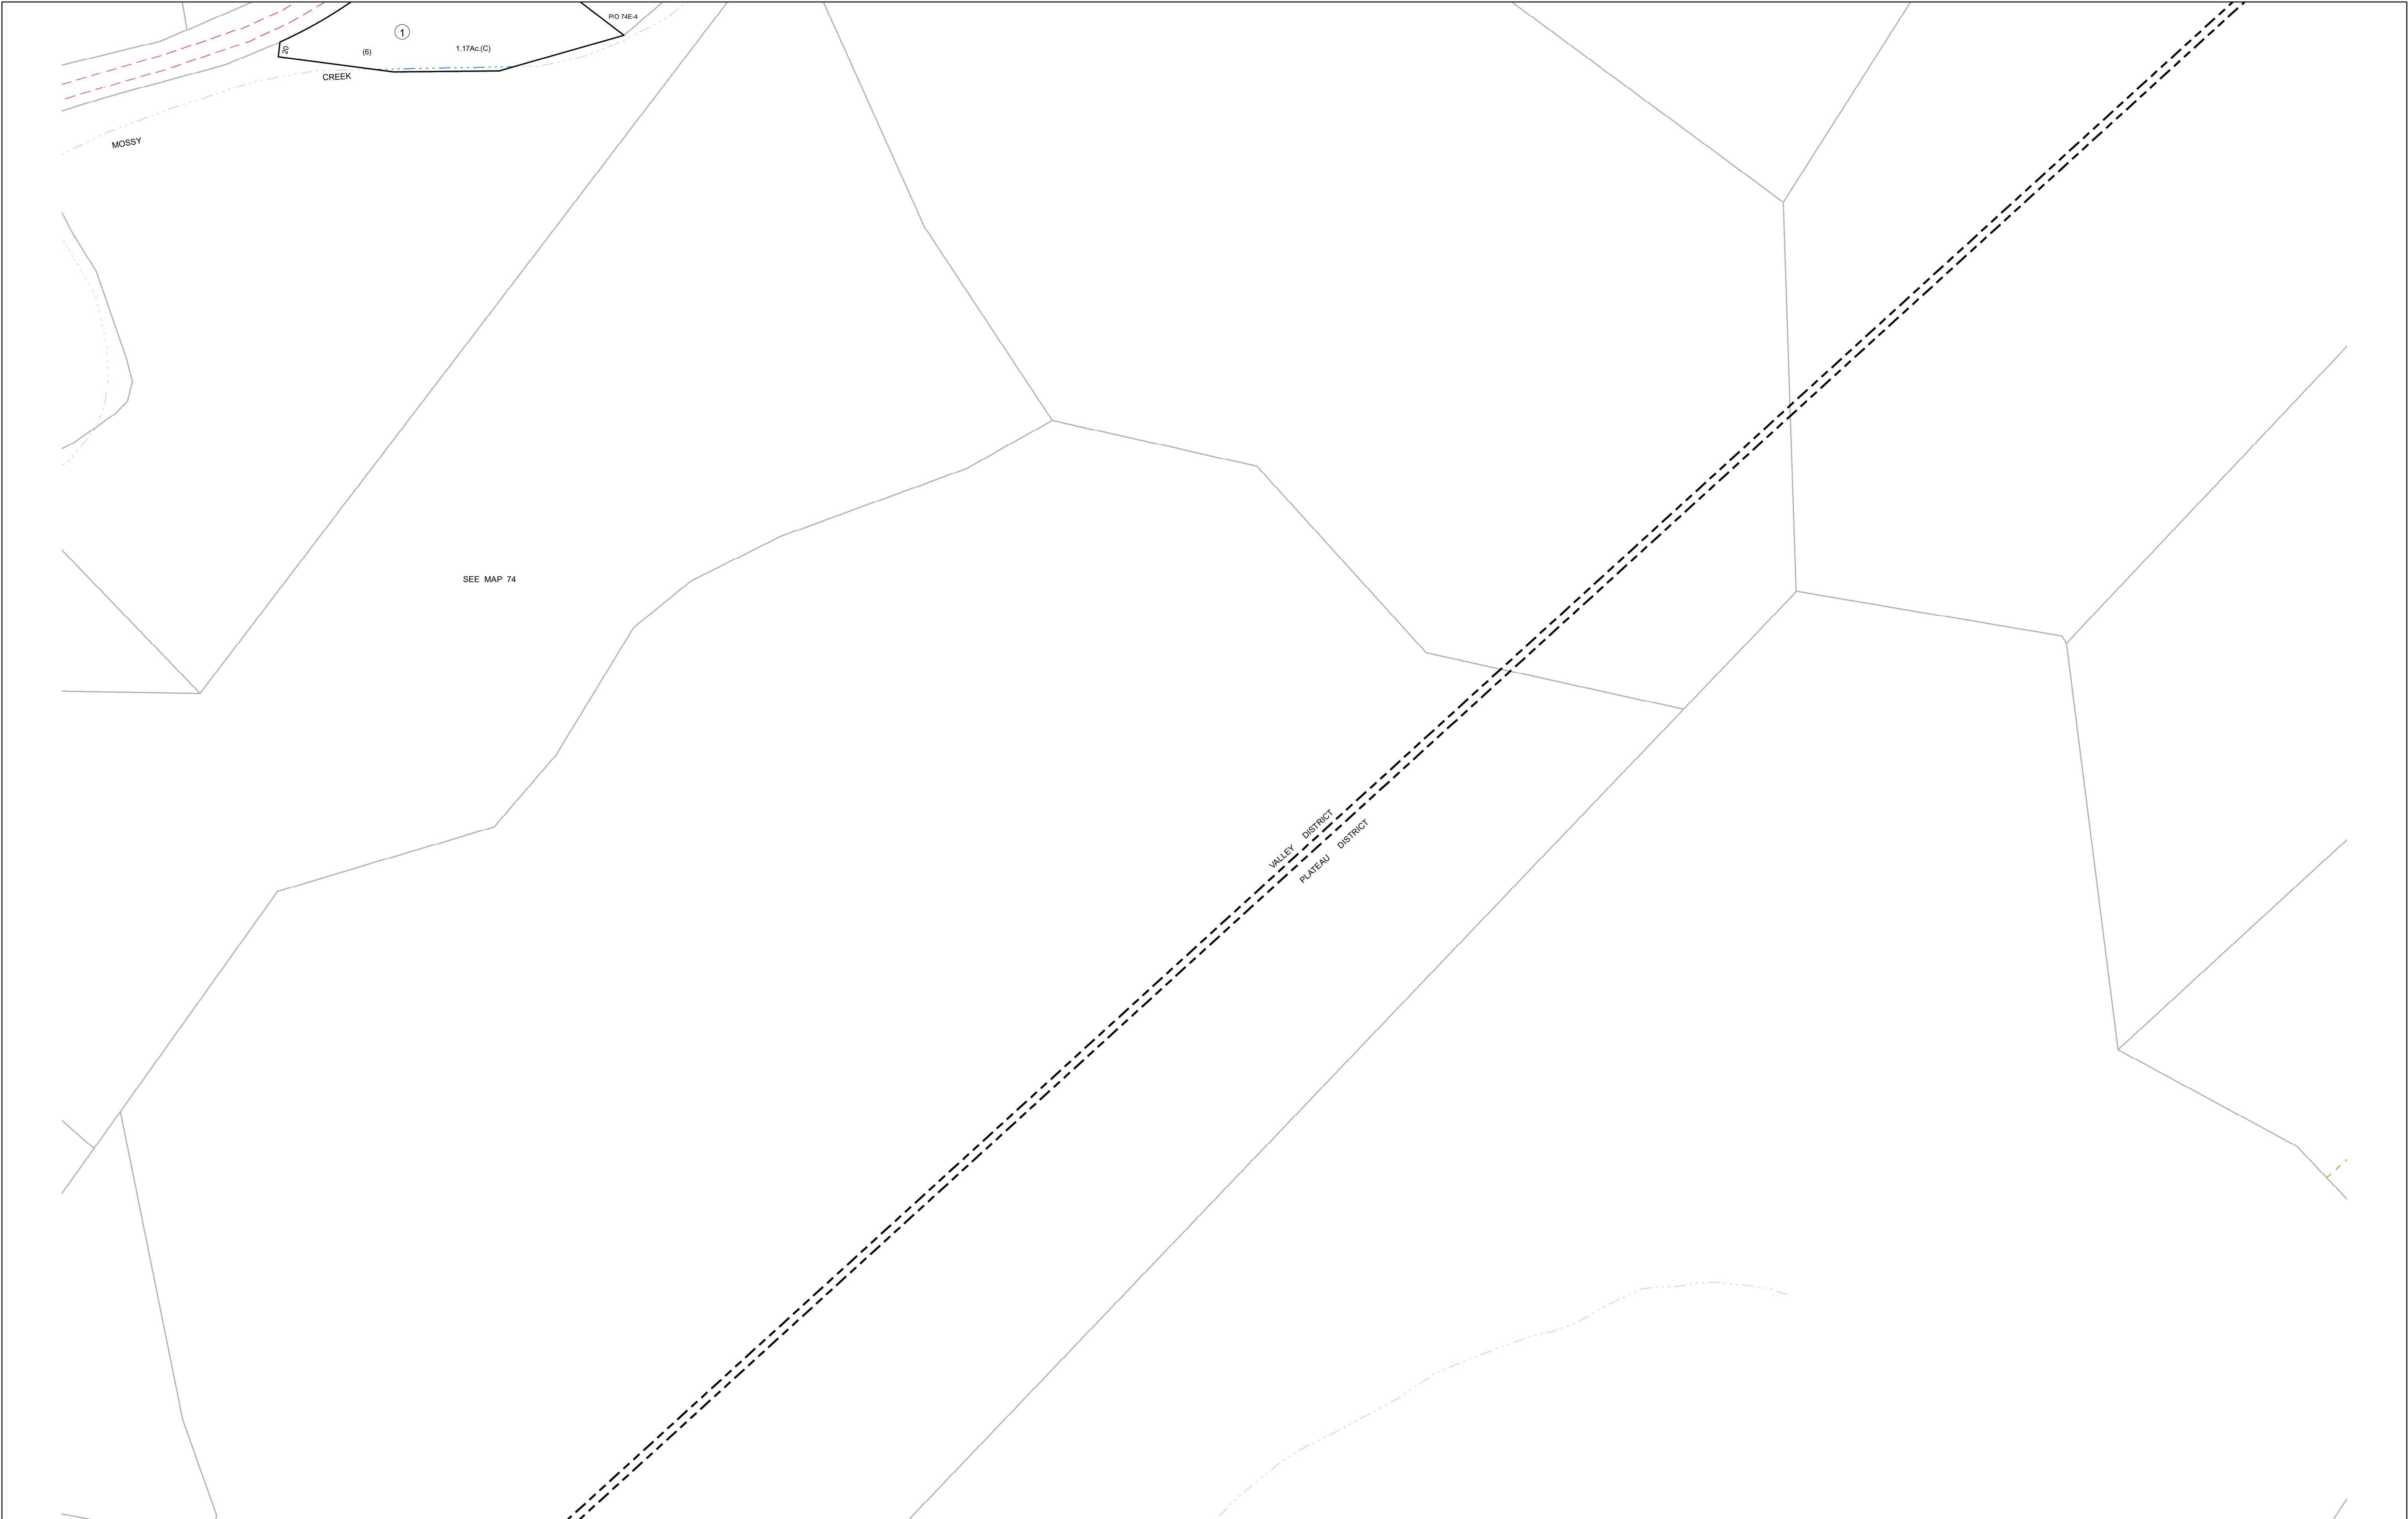 P/O 74E-4
1
(6)
1.17Ac.(C)
20
CREEK
MOSSY
SEE MAP 74
VALLEY DISTRICT
PLATEAU DISTRICT